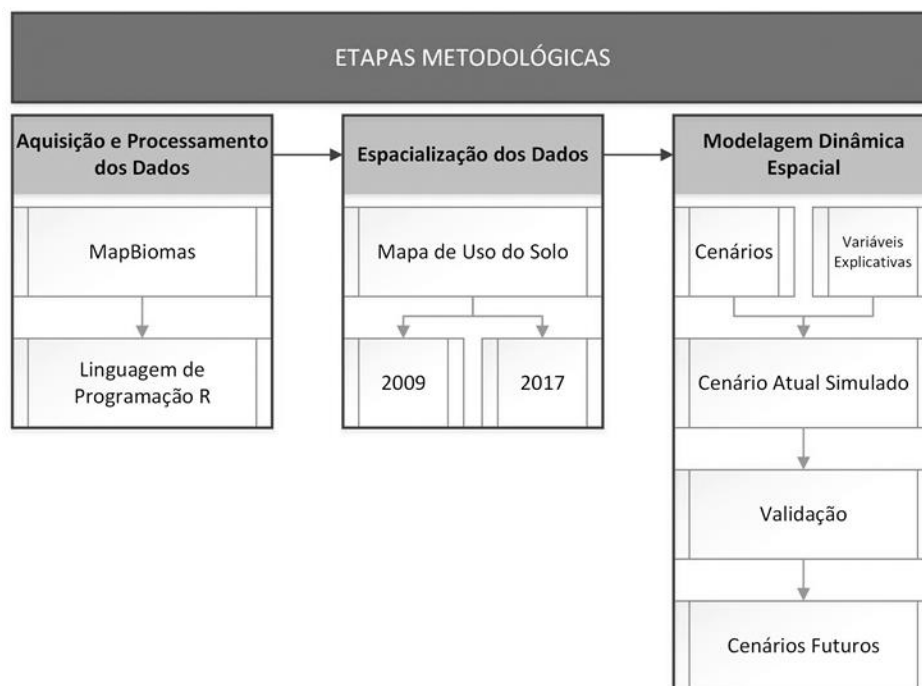 ETAPAS METODOLÓGICAS
Aquisição e Processamento
dos Dados
MapBiomas
Linguagem de
Programação R
Espacialização dos Dados
Mapa de Uso do Solo
2009
2017
Modelagem Dinâmica
Espacial
Cenários
Variáveis
Explicativas
Cenário Atual Simulado
Validação
Cenários Futuros